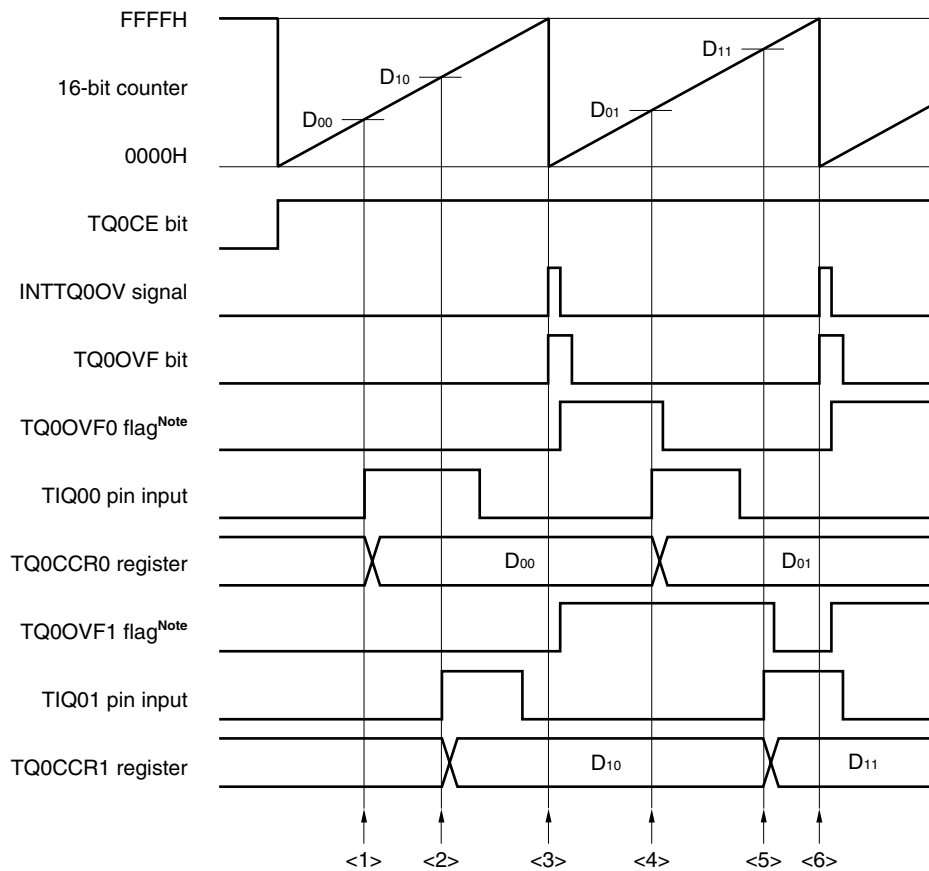 FFFFH
16-bit counter
0000H
D00
D10
D01
D11
TQ0CE bit
INTTQ0OV signal
TQ0OVF bit
TQ0OVF0 flagNote
TIQ00 pin input
TQ0CCR0 register
D00
D01
TQ0OVF1 flagNote
TIQ01 pin input
TQ0CCR1 register
D10
D11
<1> <2> <3> <4> <5> <6>